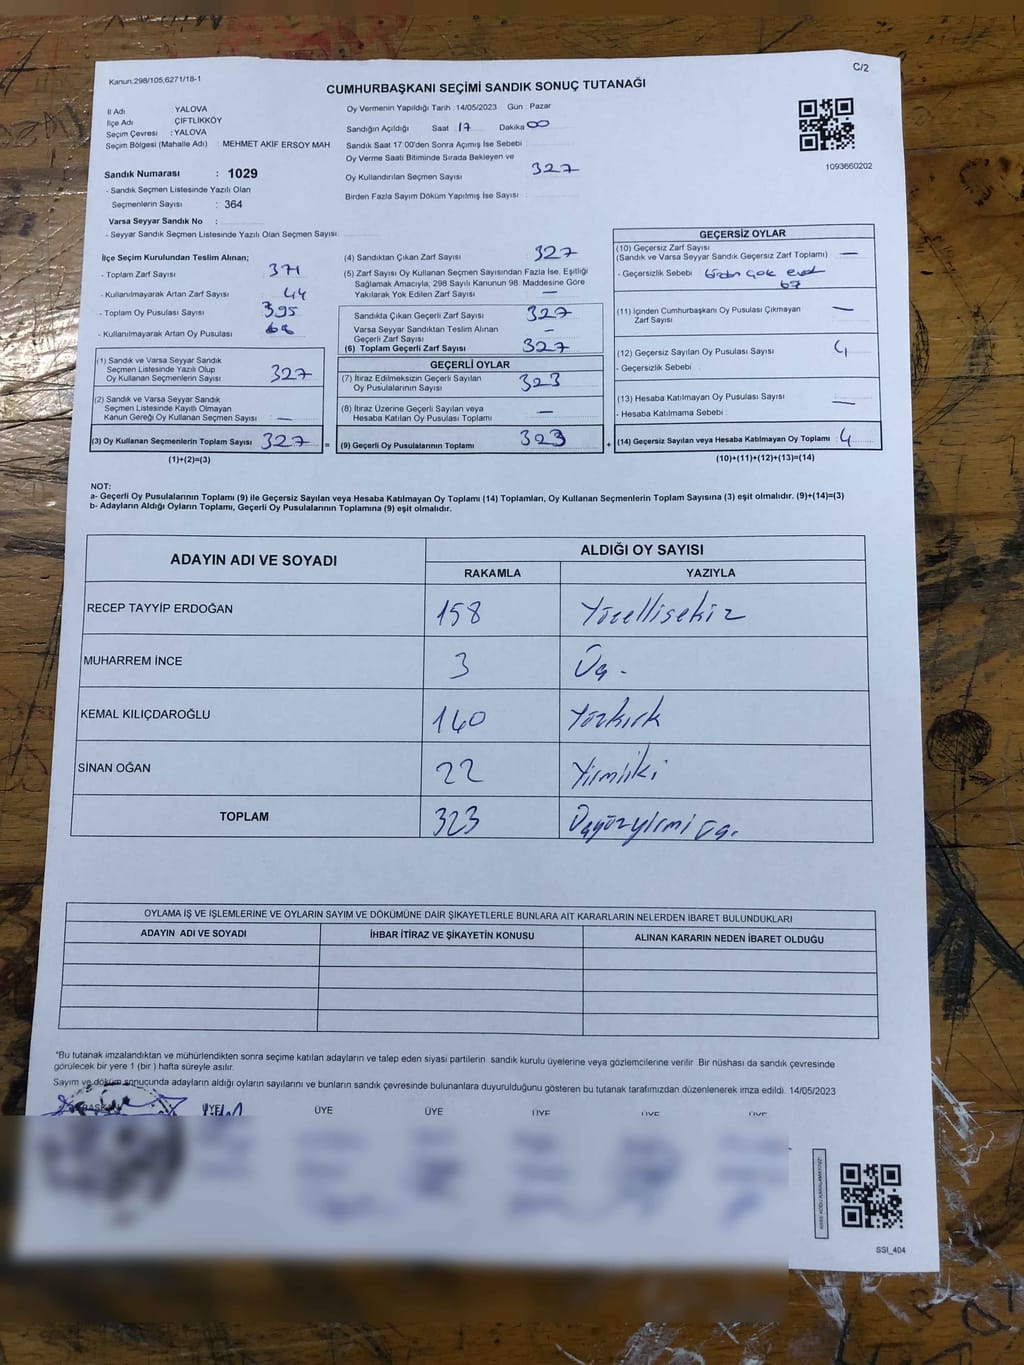 Kanun:298/105,6271/18-1
C/2
CUMHURBAŞKANI SEÇİMİ SANDIK SONUÇ TUTANAĞI
İl Adı YALOVA
İlçe Adı ÇİFTLİKKÖY
Seçim Çevresi : YALOVA
Seçim Bölgesi (Mahalle Adı) : MEHMET AKİF ERSOY MAH
Sandık Numarası : 1029
- Sandık Seçmen Listesinde Yazılı Olan
Seçmenlerin Sayısı : 364
Varsa Seyyar Sandık No :
- Seyyar Sandık Seçmen Listesinde Yazılı Olan Seçmen Sayısı:
Oy Vermenin Yapıldığı Tarih : 14/05/2023 Gün : Pazar
Sandığın Açıldığı Saat 17 Dakika 00
Sandık Saat 17:00'den Sonra Açımış İse Sebebi :
Oy Verme Saati Bitiminde Sırada Bekleyen ve
Oy Kullandırılan Seçmen Sayısı : 327
Birden Fazla Sayım Döküm Yapılmış İse Sayısı :
1093660202
İlçe Seçim Kurulundan Teslim Alınan;
- Toplam Zarf Sayısı : 371
- Kullanılmayarak Artan Zarf Sayısı : 44
- Toplam Oy Pusulası Sayısı : 395
- Kullanılmayarak Artan Oy Pusulası : 68
(1) Sandık ve Varsa Seyyar Sandık
Seçmen Listesinde Yazılı Olup
Oy Kullanan Seçmenlerin Sayısı : 327
(2) Sandık ve Varsa Seyyar Sandık
Seçmen Listesinde Kayıtlı Olmayan
Kanun Gereği Oy Kullanan Seçmen Sayısı : —
(3) Oy Kullanan Seçmenlerin Toplam Sayısı : 327
(1)+(2)=(3)
(4) Sandıktan Çıkan Zarf Sayısı : 327
(5) Zarf Sayısı Oy Kullanan Seçmen Sayısından Fazla İse, Eşitliği
Sağlamak Amacıyla; 298 Sayılı Kanunun 98. Maddesine Göre
Yakılarak Yok Edilen Zarf Sayısı : —
Sandıkta Çıkan Geçerli Zarf Sayısı : 327
Varsa Seyyar Sandıktan Teslim Alınan
Geçerli Zarf Sayısı : —
(6) Toplam Geçerli Zarf Sayısı : 327
GEÇERLİ OYLAR
(7) İtiraz Edilmeksizin Geçerli Sayılan
Oy Pusulalarının Sayısı : 323
(8) İtiraz Üzerine Geçerli Sayılan veya
Hesaba Katılan Oy Pusulası Toplamı : —
= (9) Geçerli Oy Pusulalarının Toplamı : 323
GEÇERSİZ OYLAR
(10) Geçersiz Zarf Sayısı
(Sandık ve Varsa Seyyar Sandık Geçersiz Zarf Toplamı) : —
- Geçersizlik Sebebi : birden çok
(11) İçinden Cumhurbaşkanı Oy Pusulası Çıkmayan
Zarf Sayısı : —
(12) Geçersiz Sayılan Oy Pusulası Sayısı : 4
- Geçersizlik Sebebi :
(13) Hesaba Katılmayan Oy Pusulası Sayısı : —
- Hesaba Katılmama Sebebi :
+ (14) Geçersiz Sayılan veya Hesaba Katılmayan Oy Toplamı : 4
(10)+(11)+(12)+(13)=(14)
NOT:
a- Geçerli Oy Pusulalarının Toplamı (9) ile Geçersiz Sayılan veya Hesaba Katılmayan Oy Toplamı (14) Toplamları, Oy Kullanan Seçmenlerin Toplam Sayısına (3) eşit olmalıdır. (9)+(14)=(3)
b- Adayların Aldığı Oyların Toplamı, Geçerli Oy Pusulalarının Toplamına (9) eşit olmalıdır.
ADAYIN ADI VE SOYADI ALDIĞI OY SAYISI
RAKAMLA YAZIYLA
RECEP TAYYİP ERDOĞAN 158 Yüzellisekiz
MUHARREM İNCE 3 Üç.
KEMAL KILIÇDAROĞLU 140 Yüzkırk
SİNAN OĞAN 22 Yirmiiki
TOPLAM 323 Üçyüzyirmi üç.
OYLAMA İŞ VE İŞLEMLERİNE VE OYLARIN SAYIM VE DÖKÜMÜNE DAİR ŞİKAYETLERLE BUNLARA AİT KARARLARIN NELERDEN İBARET BULUNDUKLARI
ADAYIN ADI VE SOYADI İHBAR İTİRAZ VE ŞİKAYETİN KONUSU ALINAN KARARIN NEDEN İBARET OLDUĞU
*Bu tutanak imzalandıktan ve mühürlendikten sonra seçime katılan adayların ve talep eden siyasi partilerin sandık kurulu üyelerine veya gözlemcilerine verilir. Bir nüshası da sandık çevresinde
görülecek bir yere 1 (bir ) hafta süreyle asılır.
Sayım ve döküm sonucunda adayların aldığı oyların sayılarını ve bunların sandık çevresinde bulunanlara duyurulduğunu gösteren bu tutanak tarafımızdan düzenlenerek imza edildi. 14/05/2023
BAŞKAN ÜYE ÜYE ÜYE ÜYE ÜYE ÜYE
SSI_404